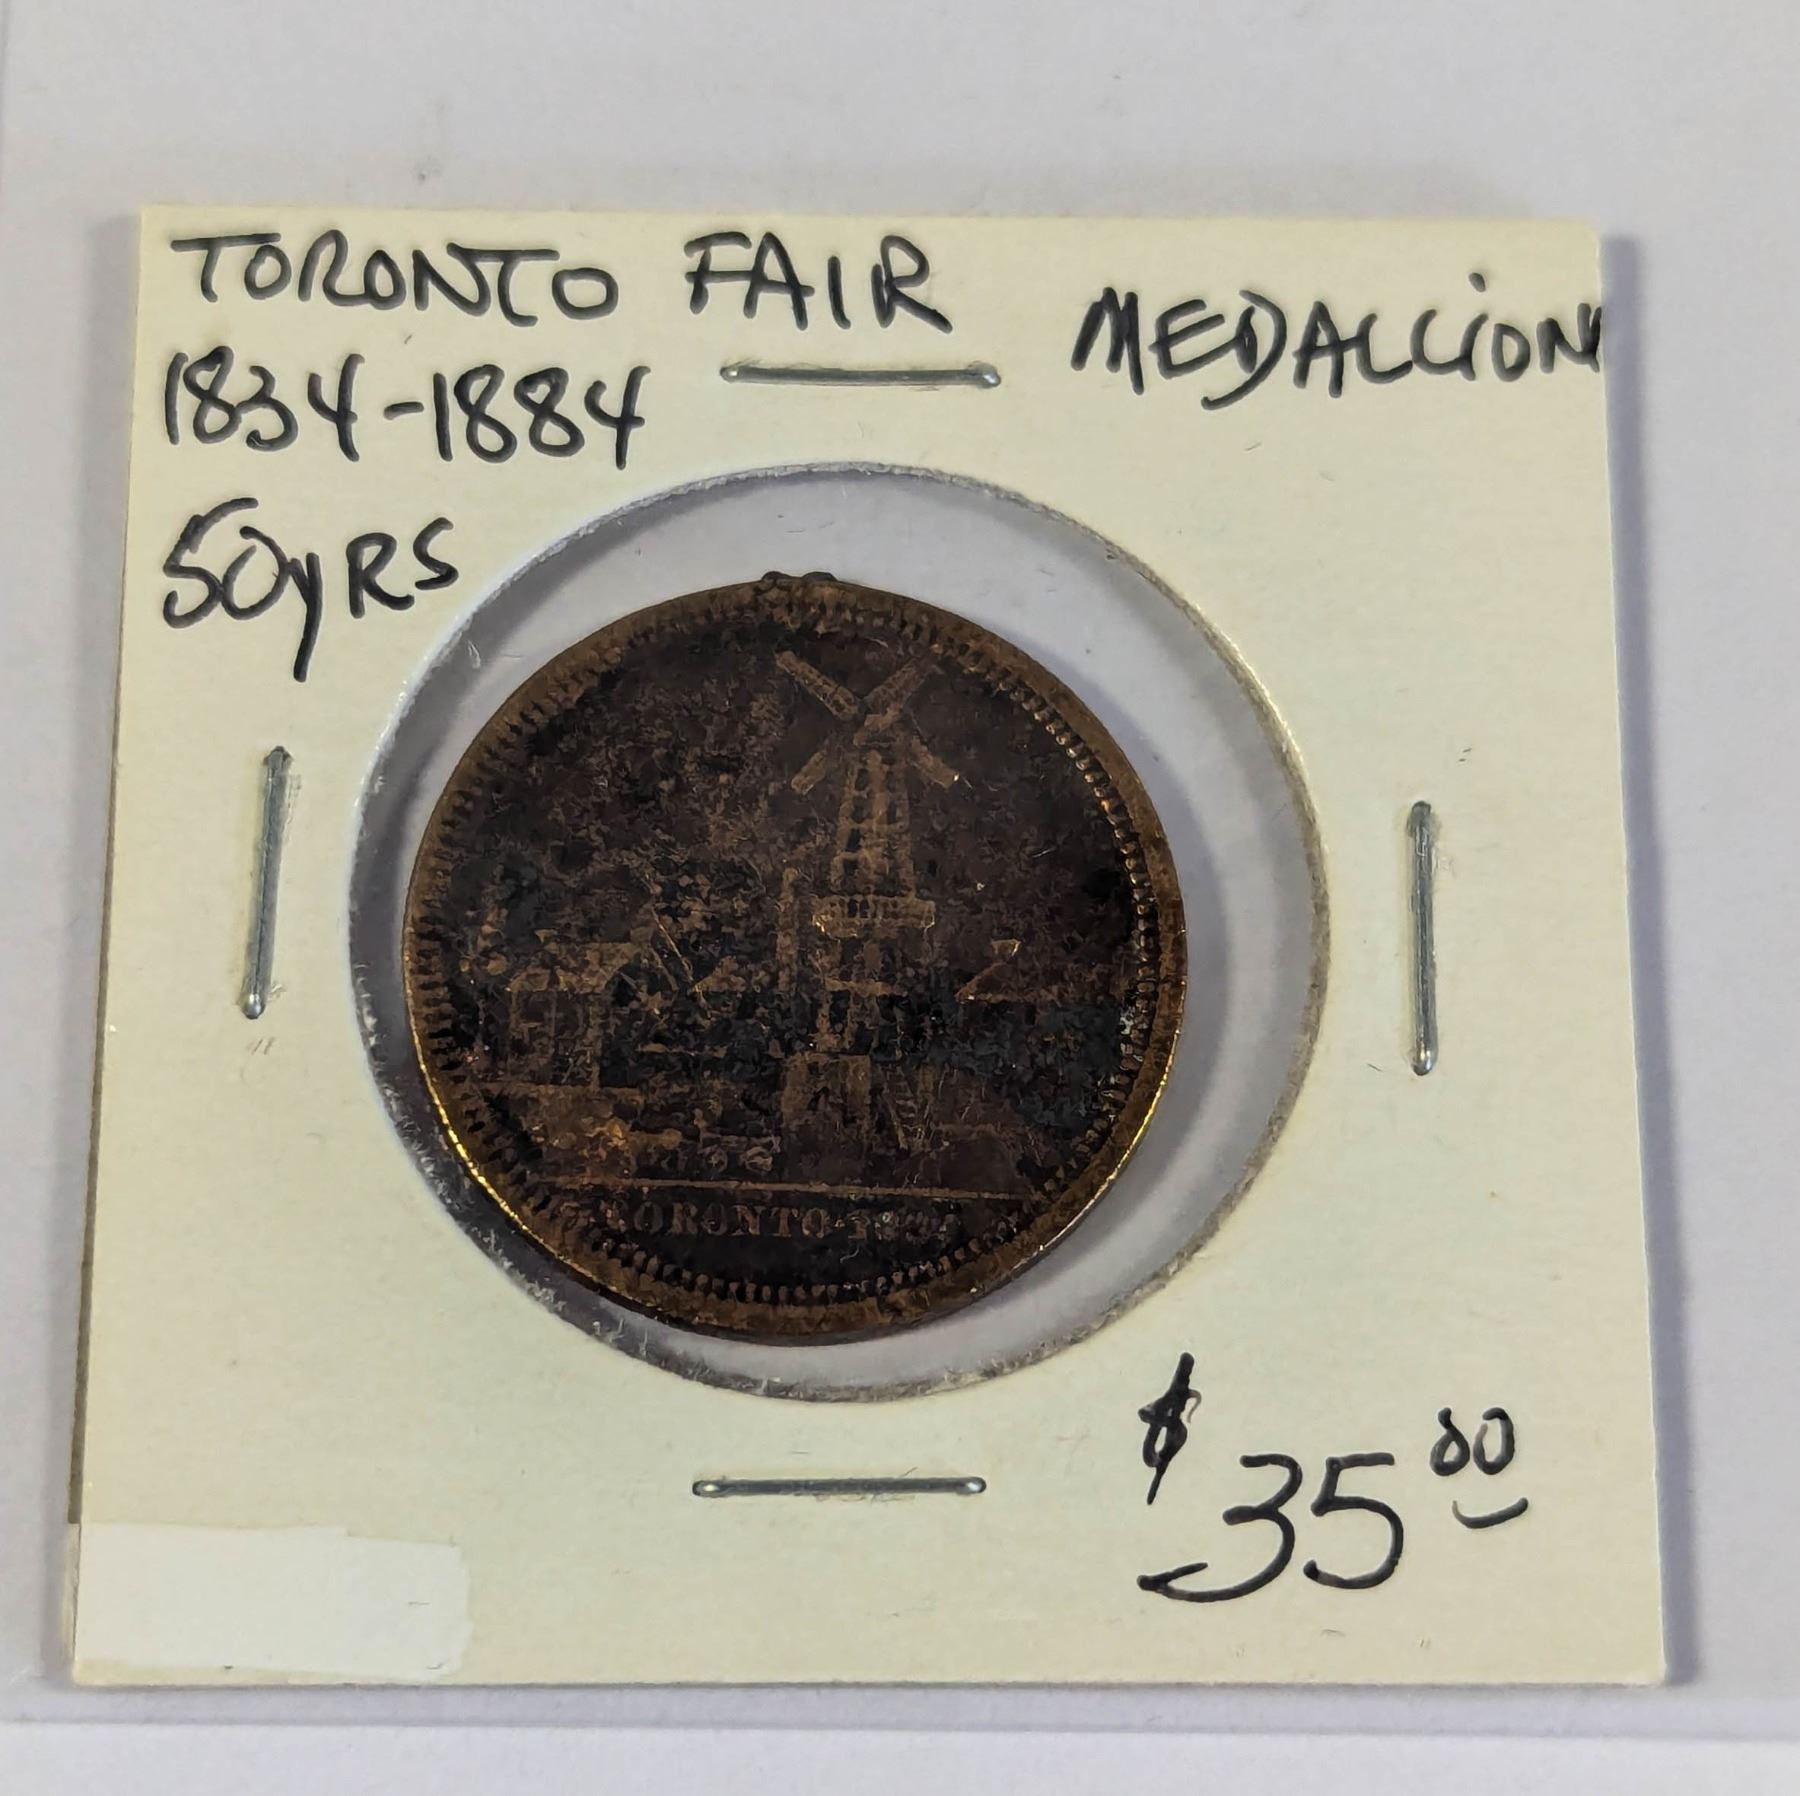 TORONTO FAIR MEDALLION
1834-1884
50yRS
TORONTO
$35.00